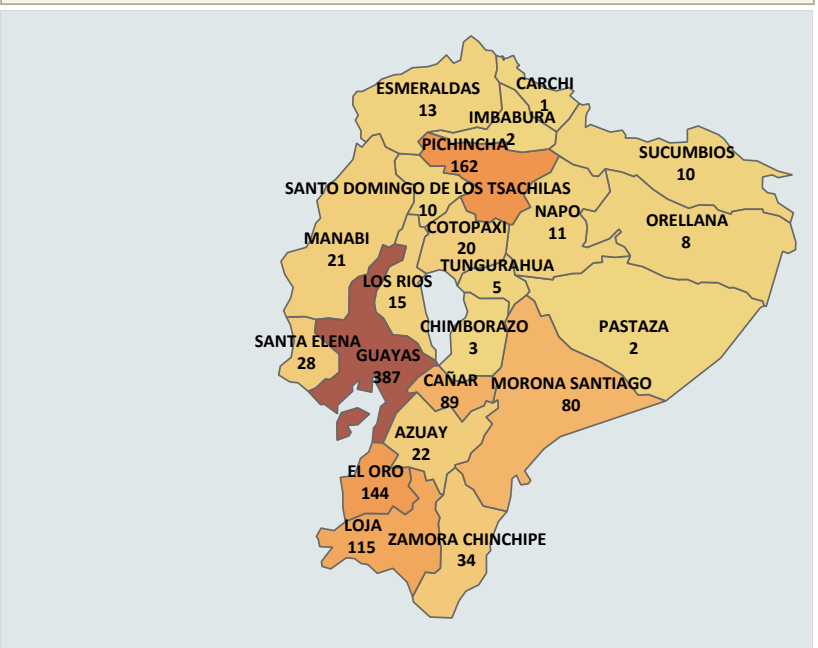 CARCHI
1
ESMERALDAS
13
IMBABURA
2
PICHINCHA
162
SUCUMBIOS
10
SANTO DOMINGO DE LOS TSACHILAS
10
NAPO
11
ORELLANA
8
COTOPAXI
20
MANABI
21
TUNGURAHUA
5
LOS RIOS
15
CHIMBORAZO
3
PASTAZA
2
SANTA ELENA
28
GUAYAS
387
CAÑAR
89
MORONA SANTIAGO
80
AZUAY
22
EL ORO
144
LOJA
115
ZAMORA CHINCHIPE
34